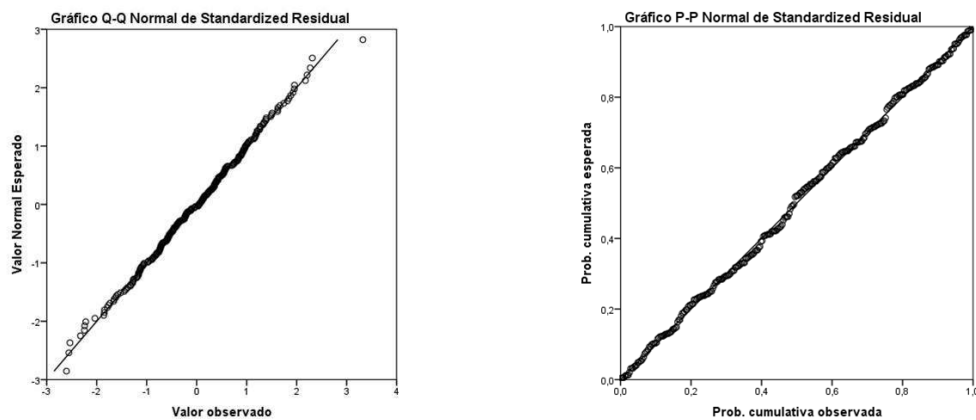 Gráfico Q-Q Normal de Standardized Residual
3
2
1
0
-1
-2
-3
Valor Normal Esperado
-3 -2 -1 0 1 2 3 4
Valor observado
Gráfico P-P Normal de Standardized Residual
1,0
0,8
0,6
0,4
0,2
0,0
Prob. cumulativa esperada
0,0 0,2 0,4 0,6 0,8 1,0
Prob. cumulativa observada